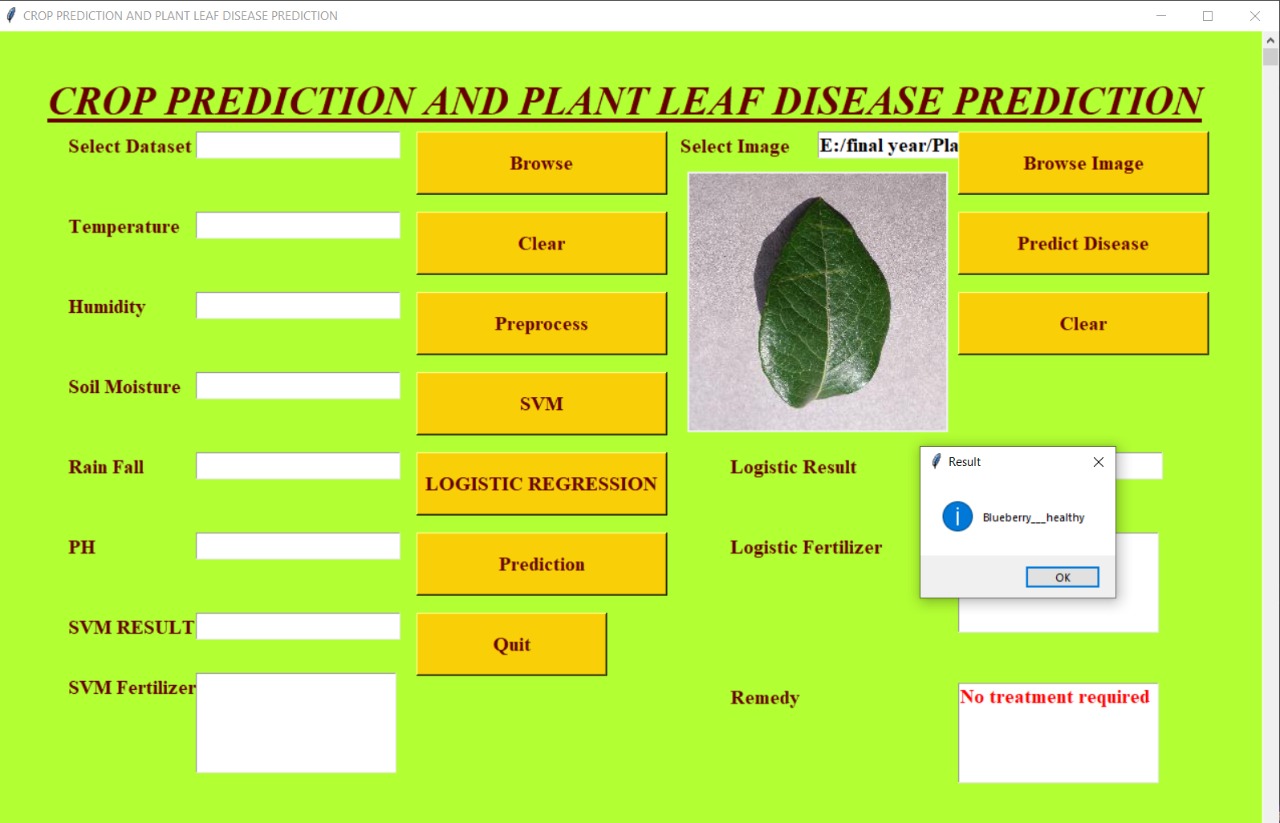 CROP PREDICTION AND PLANT LEAF DISEASE PREDICTION
CROP PREDICTION AND PLANT LEAF DISEASE PREDICTION
Select Dataset
Browse
Select Image
E:/final year/Pla
Browse Image
Temperature
Clear
Predict Disease
Humidity
Preprocess
Clear
Soil Moisture
SVM
Rain Fall
LOGISTIC REGRESSION
Logistic Result
Result
Blueberry___healthy
OK
PH
Prediction
Logistic Fertilizer
SVM RESULT
Quit
SVM Fertilizer
Remedy
No treatment required